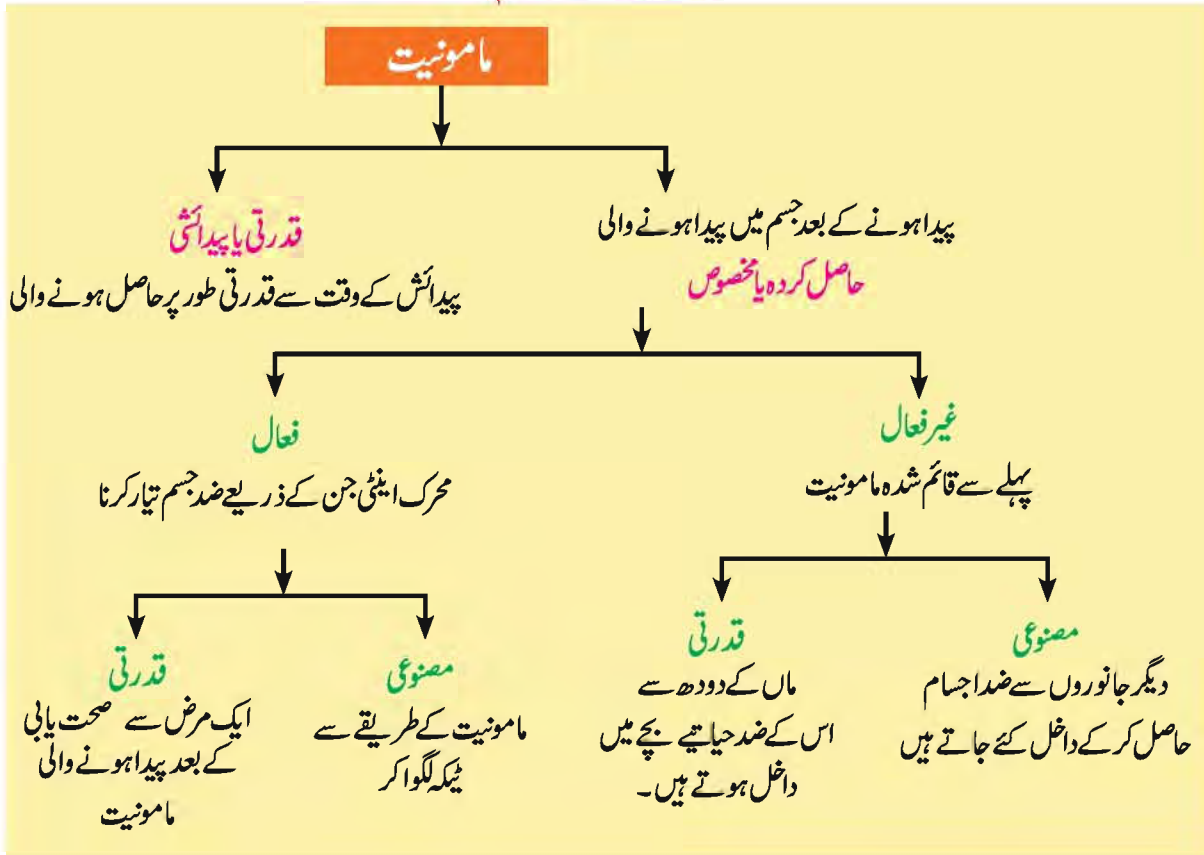 مامونیت
پیدا ہونے کے بعد جسم میں پیدا ہونے والی
حاصل کردہ یا مخصوص
قدرتی یا پیدائشی
پیدائش کے وقت سے قدرتی طور پر حاصل ہونے والی
غیر فعال
پہلے سے قائم شدہ مامونیت
فعال
محرک اینٹی جن کے ذریعے ضد جسم تیار کرنا
مصنوعی
دیگر جانوروں سے ضد اجسام
حاصل کر کے داخل کئے جاتے ہیں
قدرتی
ماں کے دودھ سے
اس کے ضد حیاتیے بچے میں
داخل ہوتے ہیں۔
مصنوعی
مامونیت کے طریقے سے
ٹیکہ لگوا کر
قدرتی
ایک مرض سے صحت یابی
کے بعد پیدا ہونے والی
مامونیت